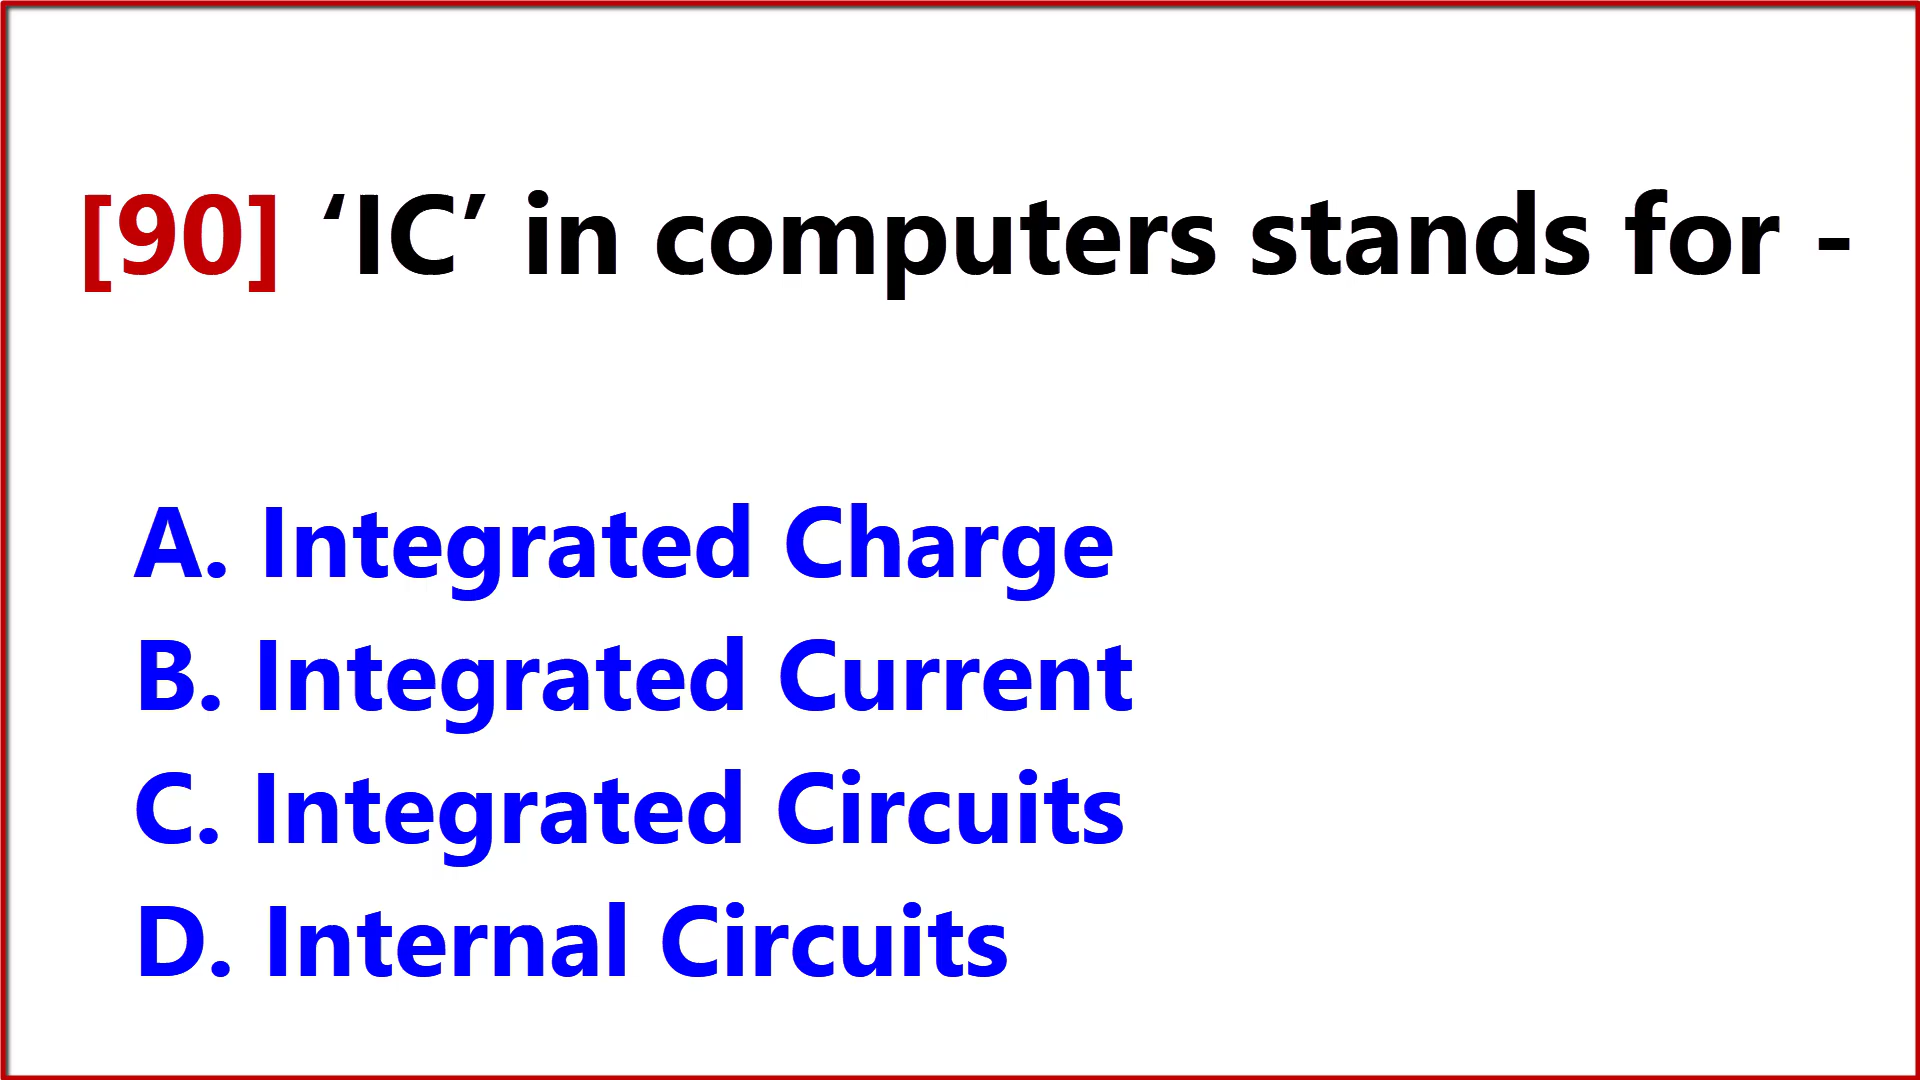 [90] ‘IC’ in computers stands for -
A. Integrated Charge
B. Integrated Current
C. Integrated Circuits
D. Internal Circuits